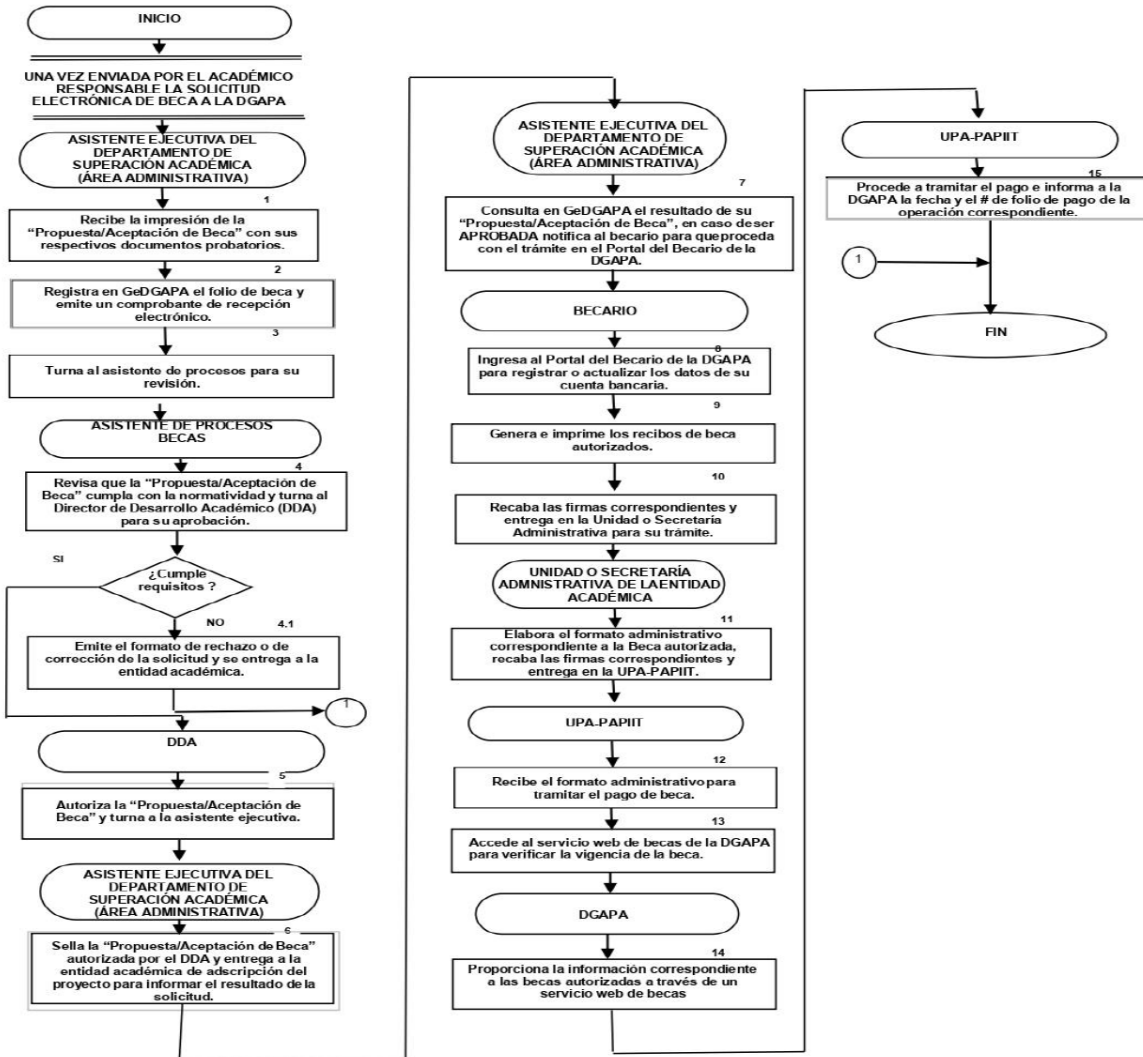 INICIO
UNA VEZ ENVIADA POR EL ACADÉMICO
RESPONSABLE LA SOLICITUD
ELECTRÓNICA DE BECA A LA DGAPA
ASISTENTE EJECUTIVA DEL
DEPARTAMENTO DE
SUPERACIÓN ACADÉMICA
(ÁREA ADMINISTRATIVA)
1
Recibe la impresión de la
“Propuesta/Aceptación de Beca” con sus
respectivos documentos probatorios.
2
Registra en GeDGAPA el folio de beca y
emite un comprobante de recepción
electrónico.
3
Turna al asistente de procesos para su
revisión.
ASISTENTE DE PROCESOS
BECAS
4
Revisa que la “Propuesta/Aceptación de
Beca” cumpla con la normatividad y turna al
Director de Desarrollo Académico (DDA)
para su aprobación.
SI
¿Cumple
requisitos ?
NO
4.1
Emite el formato de rechazo o de
corrección de la solicitud y se entrega a la
entidad académica.
1
DDA
5
Autoriza la “Propuesta/Aceptación de
Beca” y turna a la asistente ejecutiva.
ASISTENTE EJECUTIVA DEL
DEPARTAMENTO DE
SUPERACIÓN ACADÉMICA
(ÁREA ADMINISTRATIVA)
6
Sella la “Propuesta/Aceptación de Beca”
autorizada por el DDA y entrega a la
entidad académica de adscripción del
proyecto para informar el resultado de la
solicitud.
ASISTENTE EJECUTIVA DEL
DEPARTAMENTO DE
SUPERACIÓN ACADÉMICA
(ÁREA ADMINISTRATIVA)
7
Consulta en GeDGAPA el resultado de su
“Propuesta/Aceptación de Beca”, en caso deser
APROBADA notifica al becario para queproceda
con el trámite en el Portal del Becario de la
DGAPA.
BECARIO
8
Ingresa al Portal del Becario de la DGAPA
para registrar o actualizar los datos de su
cuenta bancaria.
9
Genera e imprime los recibos de beca
autorizados.
10
Recaba las firmas correspondientes y
entrega en la Unidad o Secretaría
Administrativa para su trámite.
UNIDAD O SECRETARÍA
ADMNISTRATIVA DE LAENTIDAD
ACADÉMICA
11
Elabora el formato administrativo
correspondiente a la Beca autorizada,
recaba las firmas correspondientes y
entrega en la UPA-PAPIIT.
UPA-PAPIIT
12
Recibe el formato administrativo para
tramitar el pago de beca.
13
Accede al servicio web de becas de la DGAPA
para verificar la vigencia de la beca.
DGAPA
14
Proporciona la información correspondiente
a las becas autorizadas a través de un
servicio web de becas
UPA-PAPIIT
15
Procede a tramitar el pago e informa a la
DGAPA la fecha y el # de folio de pago de la
operación correspondiente.
1
FIN